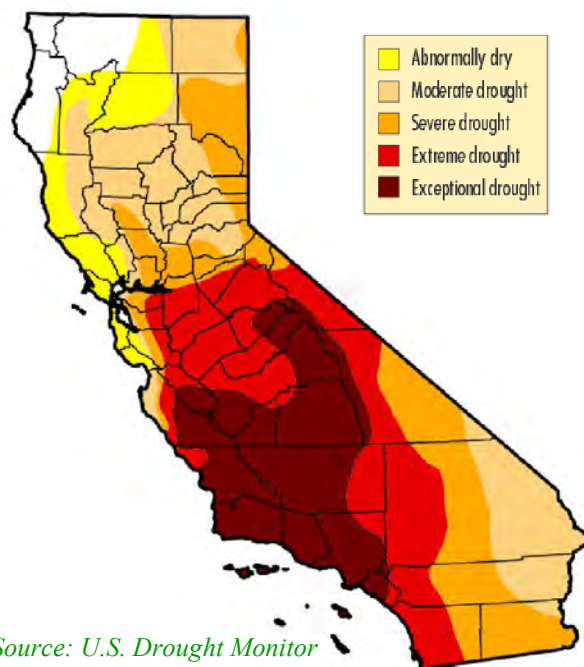 Abnormally dry
Moderate drought
Severe drought
Extreme drought
Exceptional drought
Source: U.S. Drought Monitor